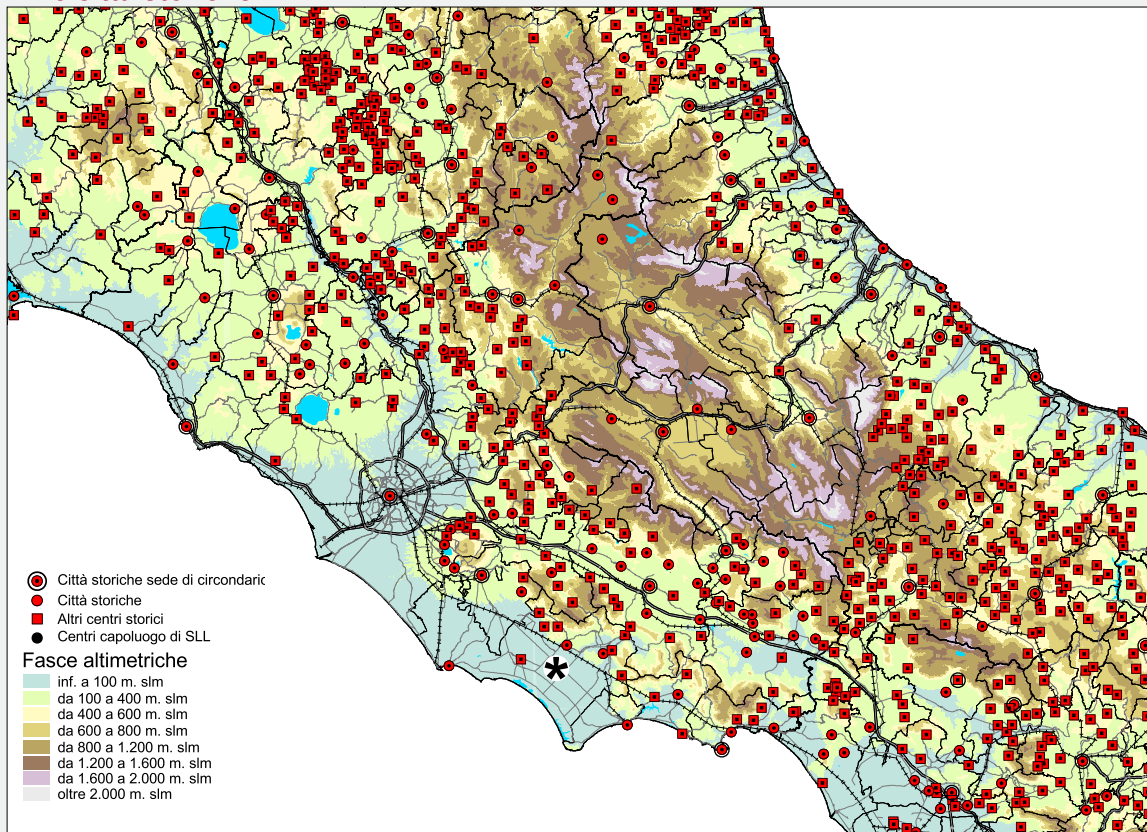 Città storiche sede di circondario
Città storiche
Altri centri storici
Centri capoluogo di SLL
Fasce altimetriche
inf. a 100 m. slm
da 100 a 400 m. slm
da 400 a 600 m. slm
da 600 a 800 m. slm
da 800 a 1.200 m. slm
da 1.200 a 1.600 m. slm
da 1.600 a 2.000 m. slm
oltre 2.000 m. slm
*